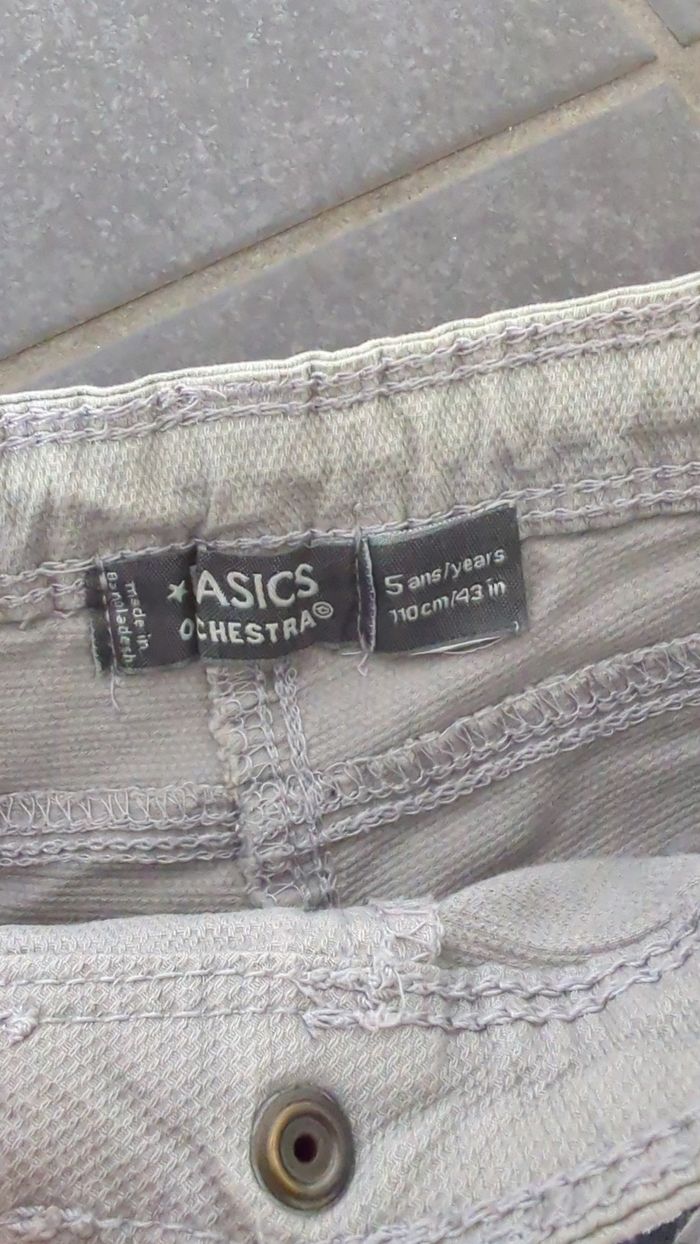 made in
Bangladesh
★ASICS
OCHESTRA©
5 ans/years
110cm/43 in